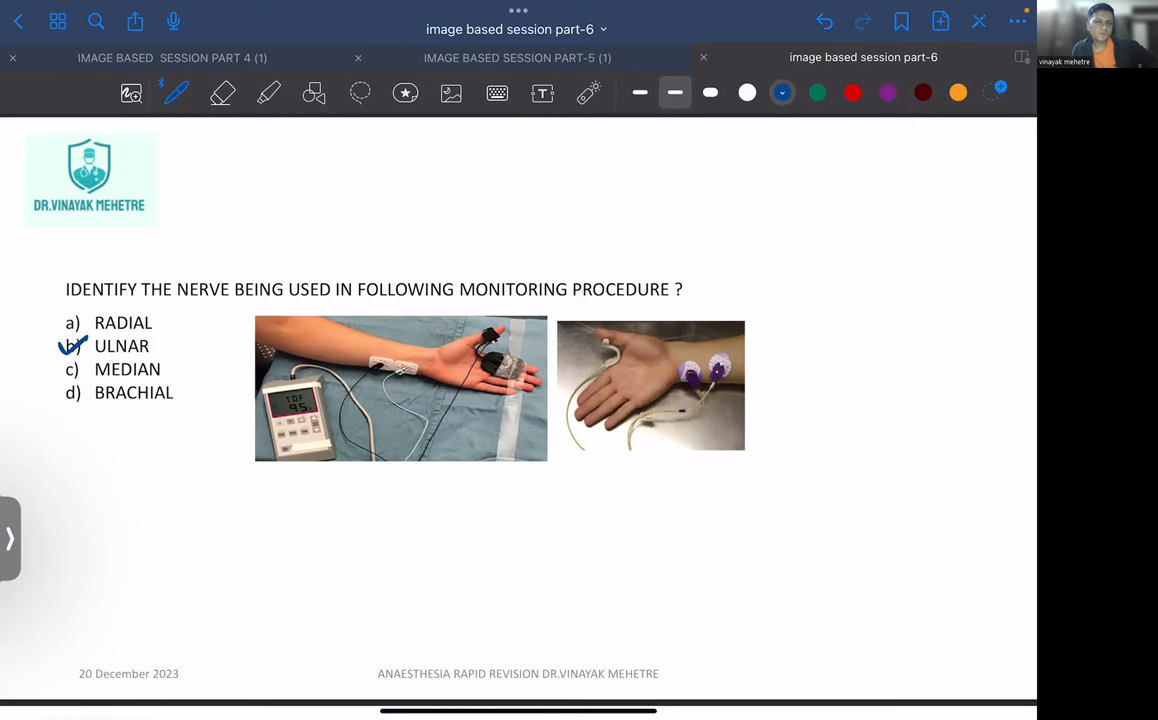 image based session part-6
IMAGE BASED SESSION PART 4 (1)
IMAGE BASED SESSION PART-5 (1)
image based session part-6
vinayak mehetre
DR.VINAYAK MEHETRE
IDENTIFY THE NERVE BEING USED IN FOLLOWING MONITORING PROCEDURE ?
a) RADIAL
b) ULNAR
c) MEDIAN
d) BRACHIAL
TOF
95
20 December 2023
ANAESTHESIA RAPID REVISION DR.VINAYAK MEHETRE